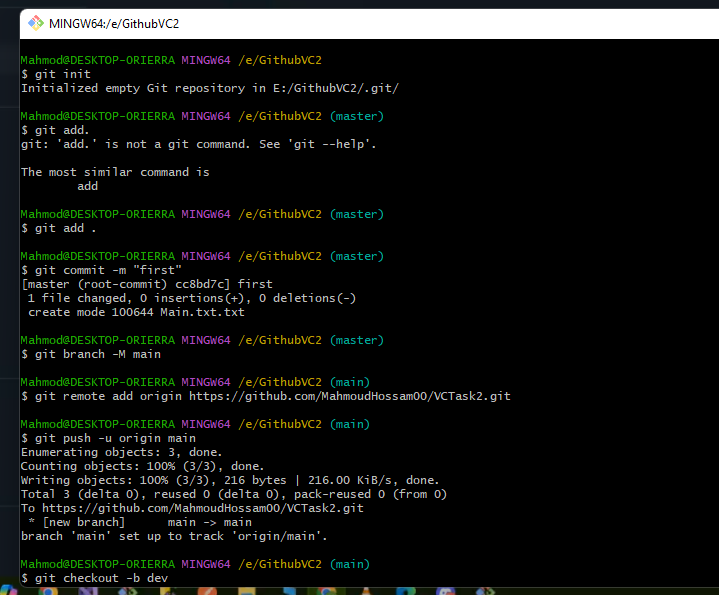 MINGW64:/e/GithubVC2
Mahmod@DESKTOP-ORIERRA MINGW64 /e/GithubVC2
$ git init
Initialized empty Git repository in E:/GithubVC2/.git/
Mahmod@DESKTOP-ORIERRA MINGW64 /e/GithubVC2 (master)
$ git add.
git: 'add.' is not a git command. See 'git --help'.
The most similar command is
add
Mahmod@DESKTOP-ORIERRA MINGW64 /e/GithubVC2 (master)
$ git add .
Mahmod@DESKTOP-ORIERRA MINGW64 /e/GithubVC2 (master)
$ git commit -m "first"
[master (root-commit) cc8bd7c] first
1 file changed, 0 insertions(+), 0 deletions(-)
create mode 100644 Main.txt.txt
Mahmod@DESKTOP-ORIERRA MINGW64 /e/GithubVC2 (master)
$ git branch -M main
Mahmod@DESKTOP-ORIERRA MINGW64 /e/GithubVC2 (main)
$ git remote add origin https://github.com/MahmoudHossam00/VCTask2.git
Mahmod@DESKTOP-ORIERRA MINGW64 /e/GithubVC2 (main)
$ git push -u origin main
Enumerating objects: 3, done.
Counting objects: 100% (3/3), done.
Writing objects: 100% (3/3), 216 bytes | 216.00 KiB/s, done.
Total 3 (delta 0), reused 0 (delta 0), pack-reused 0 (from 0)
To https://github.com/MahmoudHossam00/VCTask2.git
* [new branch]      main -> main
branch 'main' set up to track 'origin/main'.
Mahmod@DESKTOP-ORIERRA MINGW64 /e/GithubVC2 (main)
$ git checkout -b dev